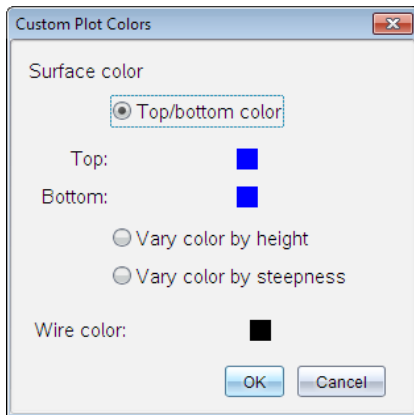 Custom Plot Colors
Surface color
Top/bottom color
Top:
Bottom:
Vary color by height
Vary color by steepness
Wire color:
OK Cancel